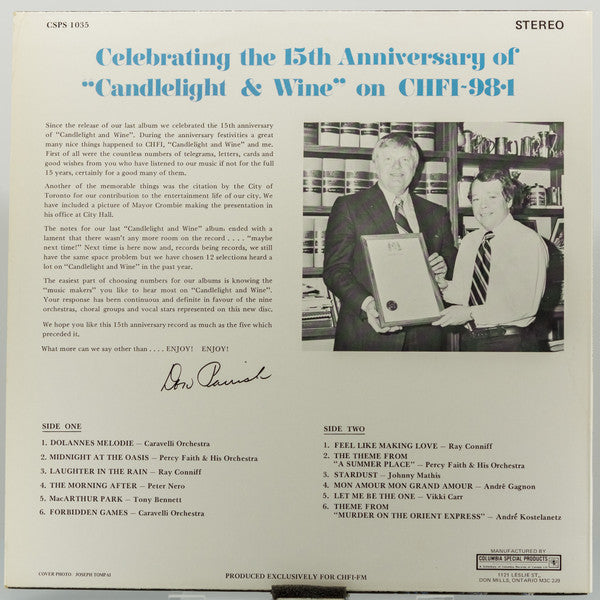 CSPS 1035
STEREO
Celebrating the 15th Anniversary of
"Candlelight & Wine" on CHFI-98·1
Since the release of our last album we celebrated the 15th anniversary
of "Candlelight and Wine". During the anniversary festivities a great
many nice things happened to CHFI, "Candlelight and Wine" and me.
First of all were the countless numbers of telegrams, letters, cards and
good wishes from you who have listened to our music if not for the full
15 years, certainly for a good many of them.
Another of the memorable things was the citation by the City of
Toronto for our contribution to the entertainment life of our city. We
have included a picture of Mayor Crombie making the presentation in
his office at City Hall.
The notes for our last "Candlelight and Wine" album ended with a
lament that there wasn't any more room on the record . . . . "maybe
next time!" Next time is here now and, records being records, we still
have the same space problem but we have chosen 12 selections heard a
lot on "Candlelight and Wine" in the past year.
The easiest part of choosing numbers for our albums is knowing the
"music makers" you like to hear most on "Candlelight and Wine".
Your response has been continuous and definite in favour of the nine
orchestras, choral groups and vocal stars represented on this new disc.
We hope you like this 15th anniversary record as much as the five which
preceded it.
What more can we say other than . . . . ENJOY! ENJOY!
Don Parrish
SIDE ONE
1. DOLANNES MELODIE – Caravelli Orchestra
2. MIDNIGHT AT THE OASIS – Percy Faith & His Orchestra
3. LAUGHTER IN THE RAIN – Ray Conniff
4. THE MORNING AFTER – Peter Nero
5. MacARTHUR PARK – Tony Bennett
6. FORBIDDEN GAMES – Caravelli Orchestra
SIDE TWO
1. FEEL LIKE MAKING LOVE – Ray Conniff
2. THE THEME FROM
"A SUMMER PLACE" – Percy Faith & His Orchestra
3. STARDUST – Johnny Mathis
4. MON AMOUR MON GRAND AMOUR – Andrè Gagnon
5. LET ME BE THE ONE – Vikki Carr
6. THEME FROM
"MURDER ON THE ORIENT EXPRESS" – Andrè Kostelanetz
COVER PHOTO: JOSEPH TOMPAI
PRODUCED EXCLUSIVELY FOR CHFI-FM
MANUFACTURED BY
COLUMBIA SPECIAL PRODUCTS
1121 LESLIE ST.,
DON MILLS, ONTARIO M3C 2J9